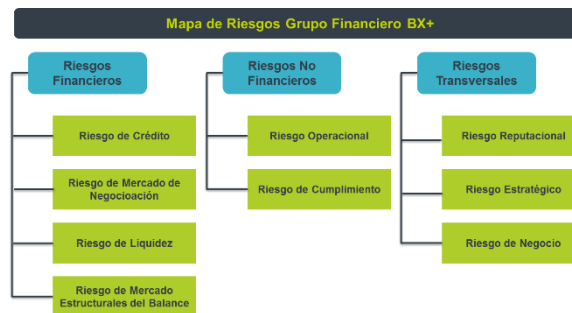 Mapa de Riesgos Grupo Financiero BX+
Riesgos
Financieros
Riesgo de Crédito
Riesgo de Mercado de
Negocioación
Riesgo de Liquidez
Riesgo de Mercado
Estructurales del Balance
Riesgos No
Financieros
Riesgo Operacional
Riesgo de Cumplimiento
Riesgos
Transversales
Riesgo Reputacional
Riesgo Estratégico
Riesgo de Negocio